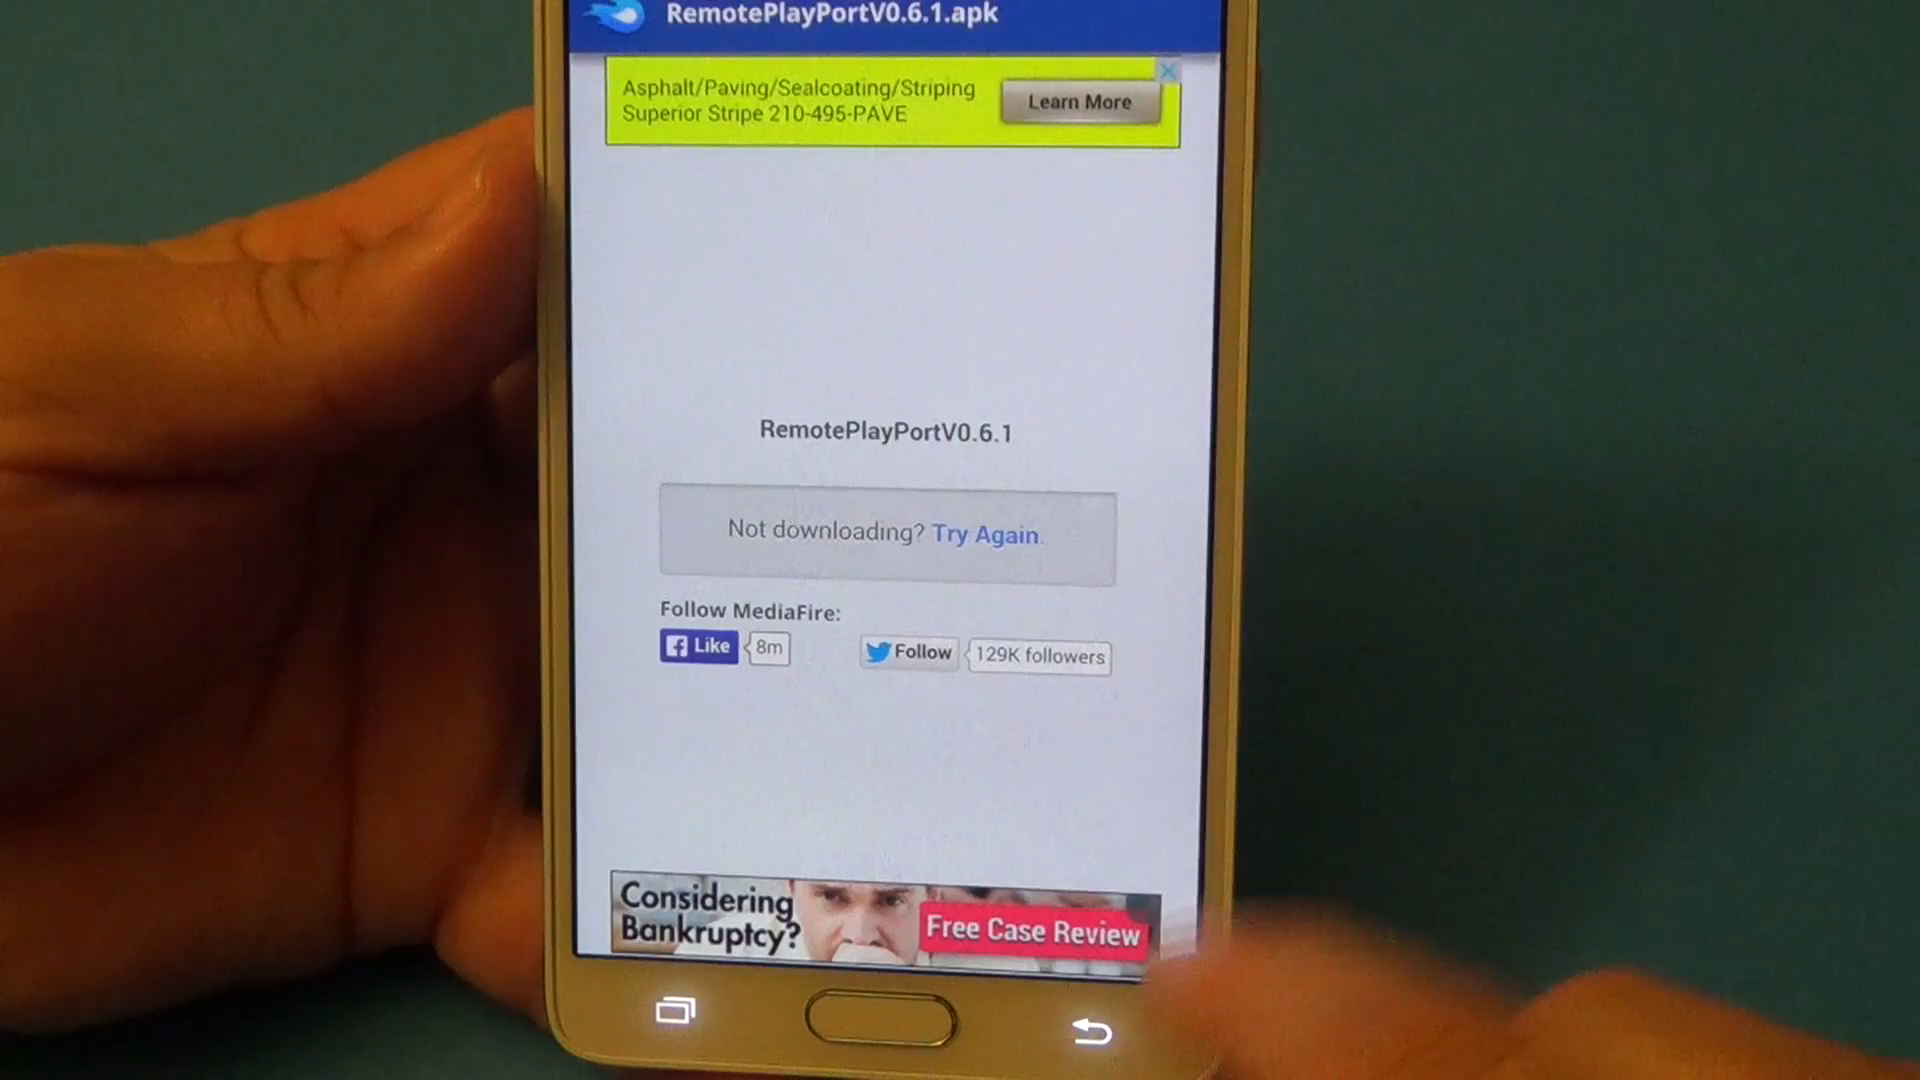 RemotePlayPortV0.6.1.apk
Asphalt/Paving/Sealcoating/Striping
Superior Stripe 210-495-PAVE
Learn More
RemotePlayPortV0.6.1
Not downloading? Try Again.
Follow MediaFire:
Like 8m
Follow 129K followers
Considering
Bankruptcy?
Free Case Review